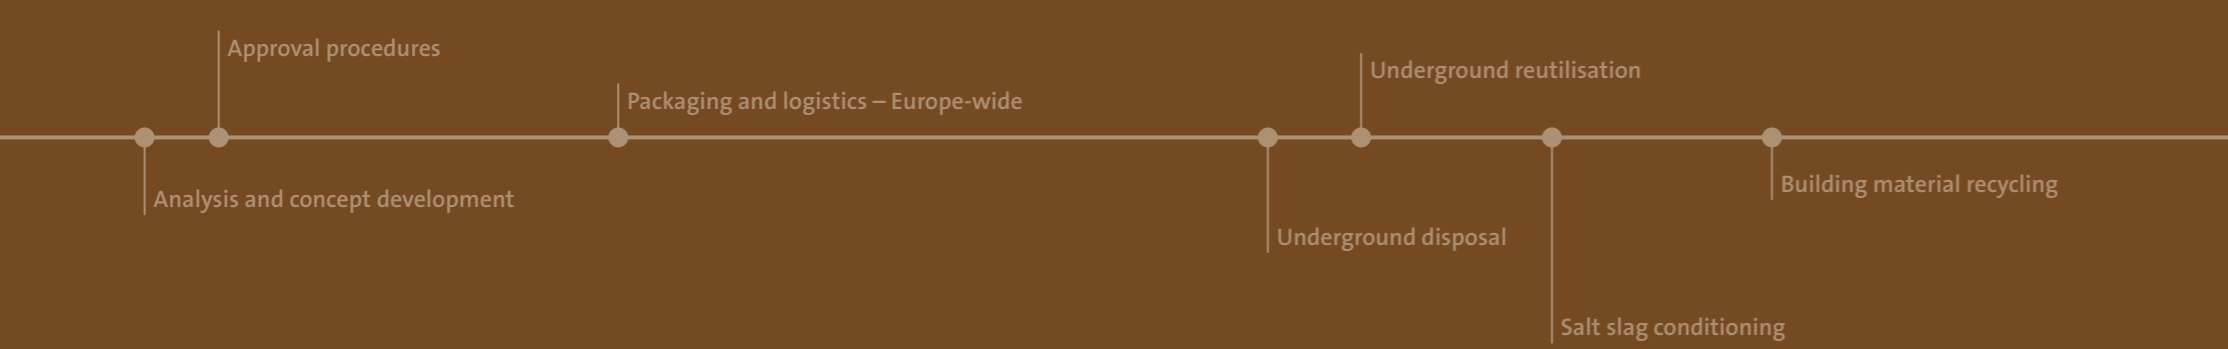 Approval procedures
Underground reutilisation
Packaging and logistics – Europe-wide
Building material recycling
Analysis and concept development
Underground disposal
Salt slag conditioning